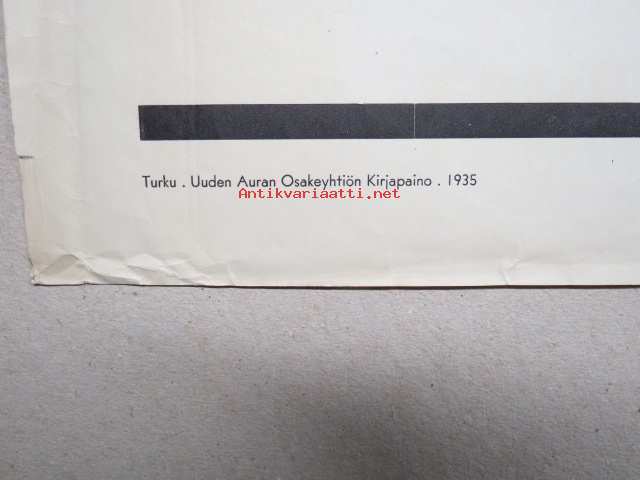 Turku . Uuden Auran Osakeyhtiön Kirjapaino . 1935
Antikvariaatti.net